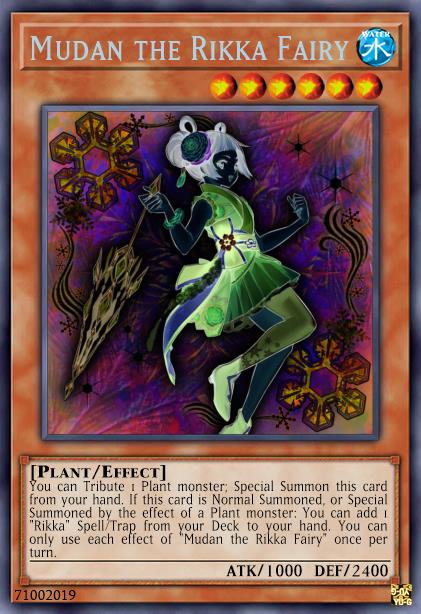 Mudan the Rikka Fairy
WATER
水
[Plant/Effect]
You can Tribute 1 Plant monster; Special Summon this card
from your hand. If this card is Normal Summoned, or Special
Summoned by the effect of a Plant monster: You can add 1
"Rikka" Spell/Trap from your Deck to your hand. You can
only use each effect of "Mudan the Rikka Fairy" once per
turn.
ATK/1000 DEF/2400
71002019